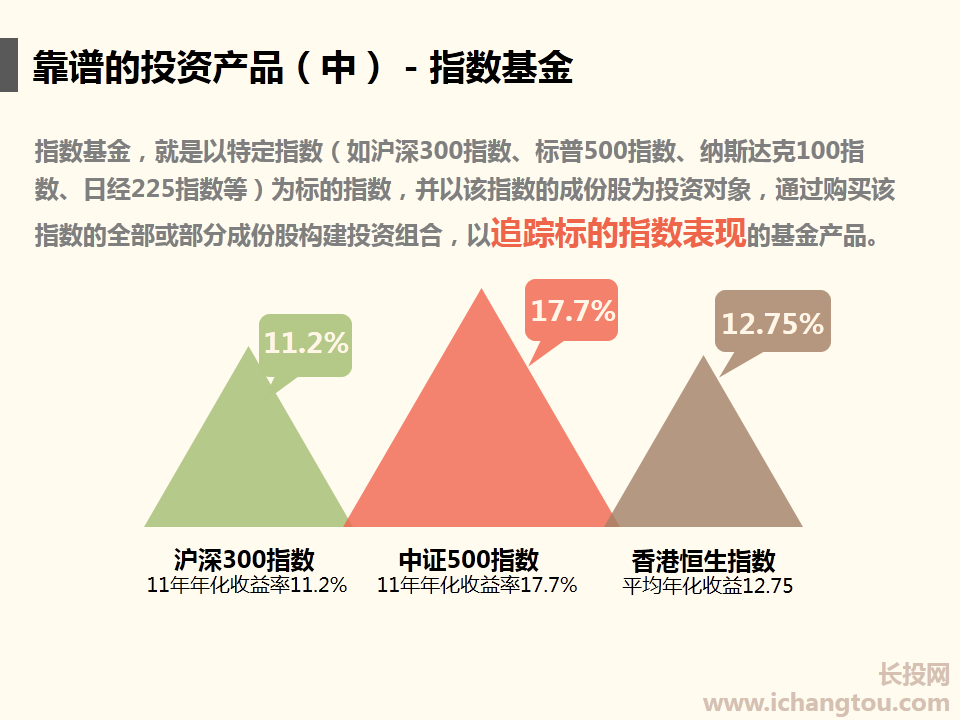 靠谱的投资产品（中）－指数基金
指数基金，就是以特定指数（如沪深300指数、标普500指数、纳斯达克100指
数、日经225指数等）为标的指数，并以该指数的成份股为投资对象，通过购买该
指数的全部或部分成份股构建投资组合，以追踪标的指数表现的基金产品。
11.2%
17.7%
12.75%
沪深300指数
11年年化收益率11.2%
中证500指数
11年年化收益率17.7%
香港恒生指数
平均年化收益12.75
长投网
www.ichangtou.com